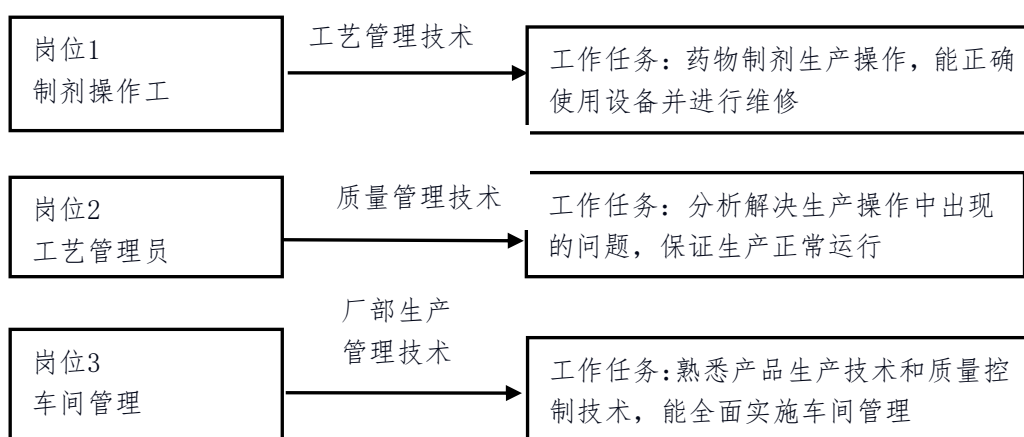 岗位1
制剂操作工
工艺管理技术
工作任务：药物制剂生产操作，能正确
使用设备并进行维修
岗位2
工艺管理员
质量管理技术
工作任务：分析解决生产操作中出现
的问题，保证生产正常运行
岗位3
车间管理
厂部生产
管理技术
工作任务:熟悉产品生产技术和质量控
制技术，能全面实施车间管理